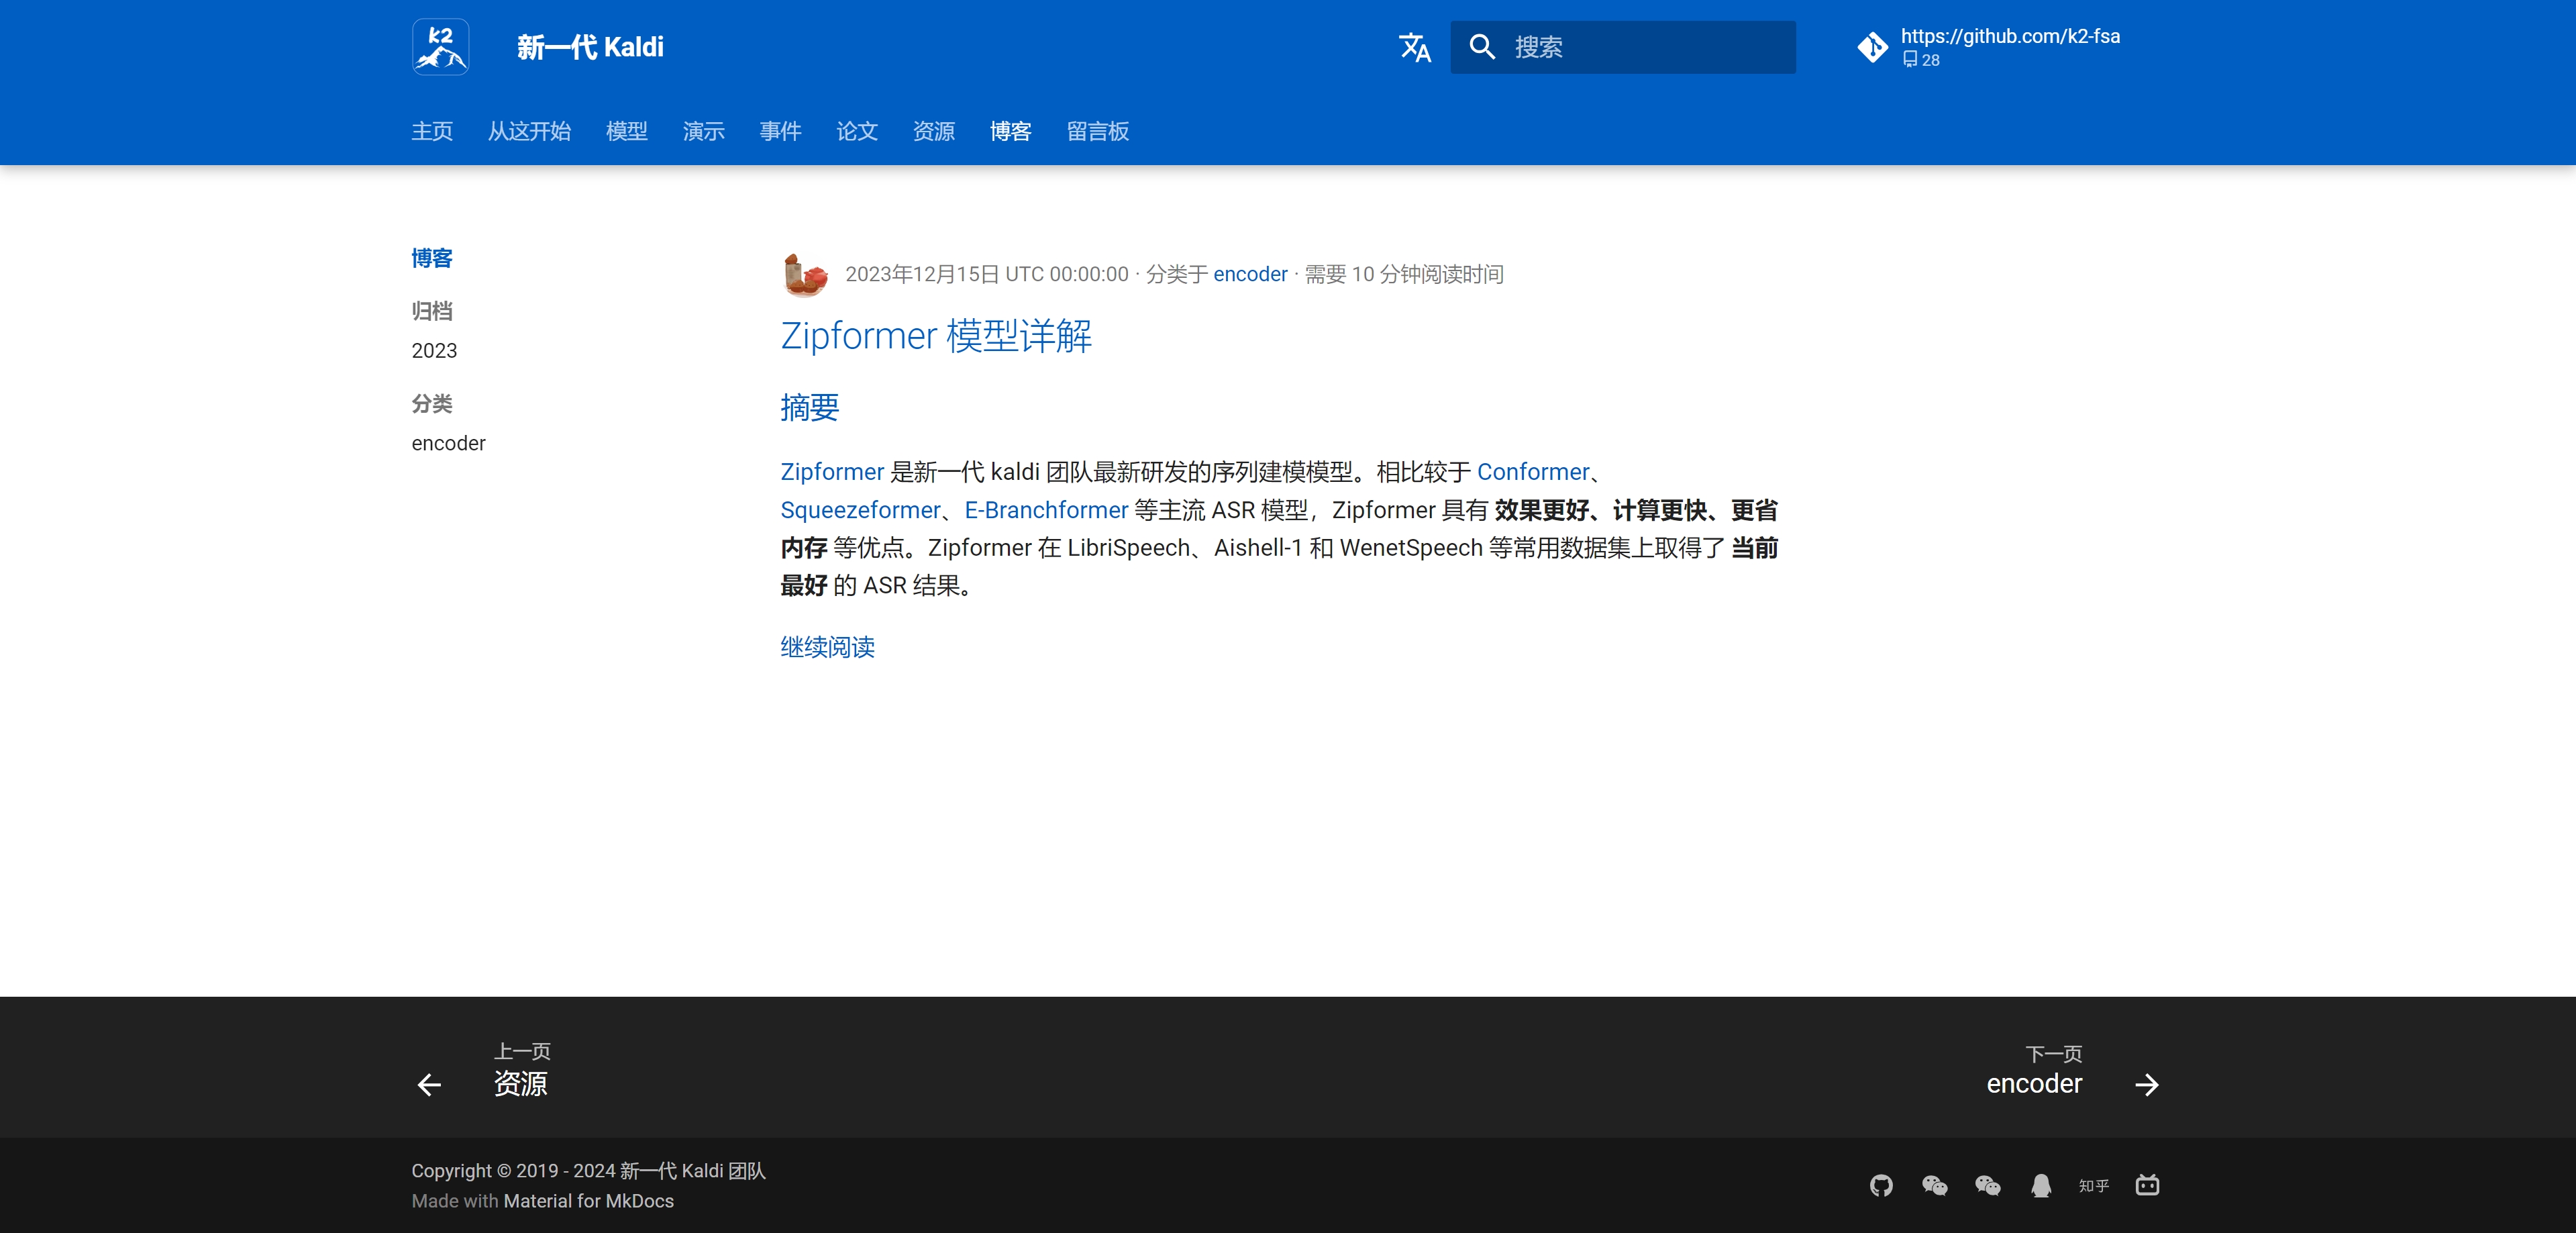 k2
新一代 Kaldi
搜索
https://github.com/k2-fsa
28
主页 从这开始 模型 演示 事件 论文 资源 博客 留言板
博客
归档
2023
分类
encoder
2023年12月15日 UTC 00:00:00 · 分类于 encoder · 需要 10 分钟阅读时间
Zipformer 模型详解
摘要
Zipformer 是新一代 kaldi 团队最新研发的序列建模模型。相比较于 Conformer、
Squeezeformer、E-Branchformer 等主流 ASR 模型，Zipformer 具有 效果更好、计算更快、更省
内存 等优点。Zipformer 在 LibriSpeech、Aishell-1 和 WenetSpeech 等常用数据集上取得了 当前
最好 的 ASR 结果。
继续阅读
上一页
资源
下一页
encoder
Copyright © 2019 - 2024 新一代 Kaldi 团队
Made with Material for MkDocs
知乎